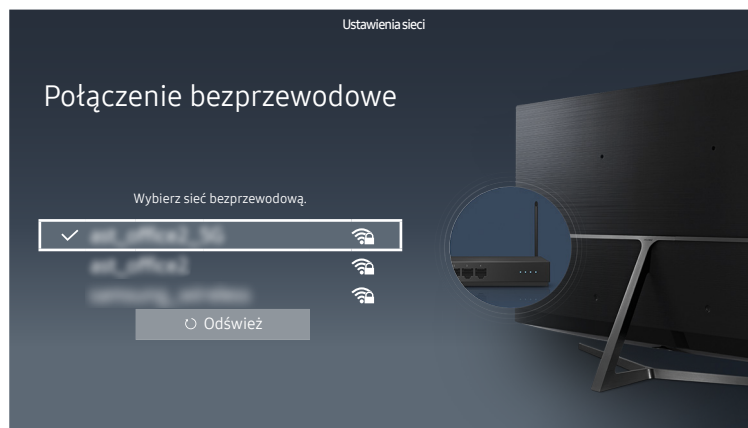 Ustawienia sieci
Połączenie bezprzewodowe
Wybierz sieć bezprzewodową.
Odśwież